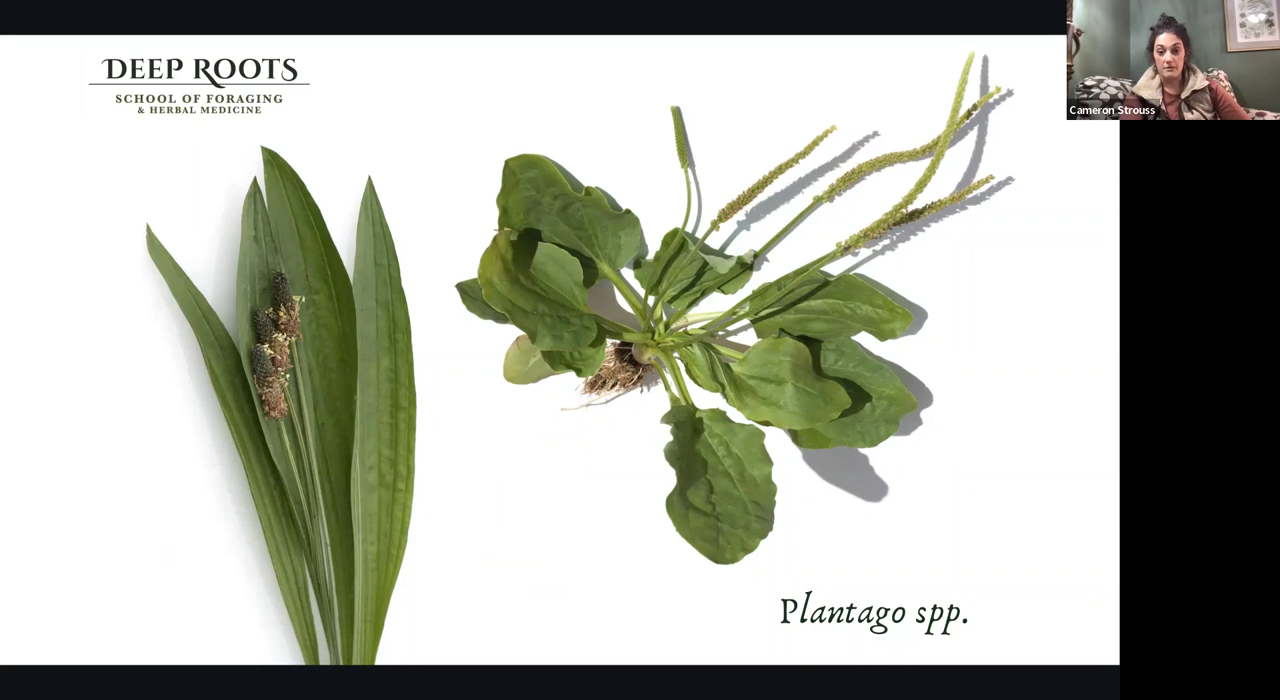 DEEP ROOTS
SCHOOL OF FORAGING
& HERBAL MEDICINE
Cameron Strouss
Plantago spp.